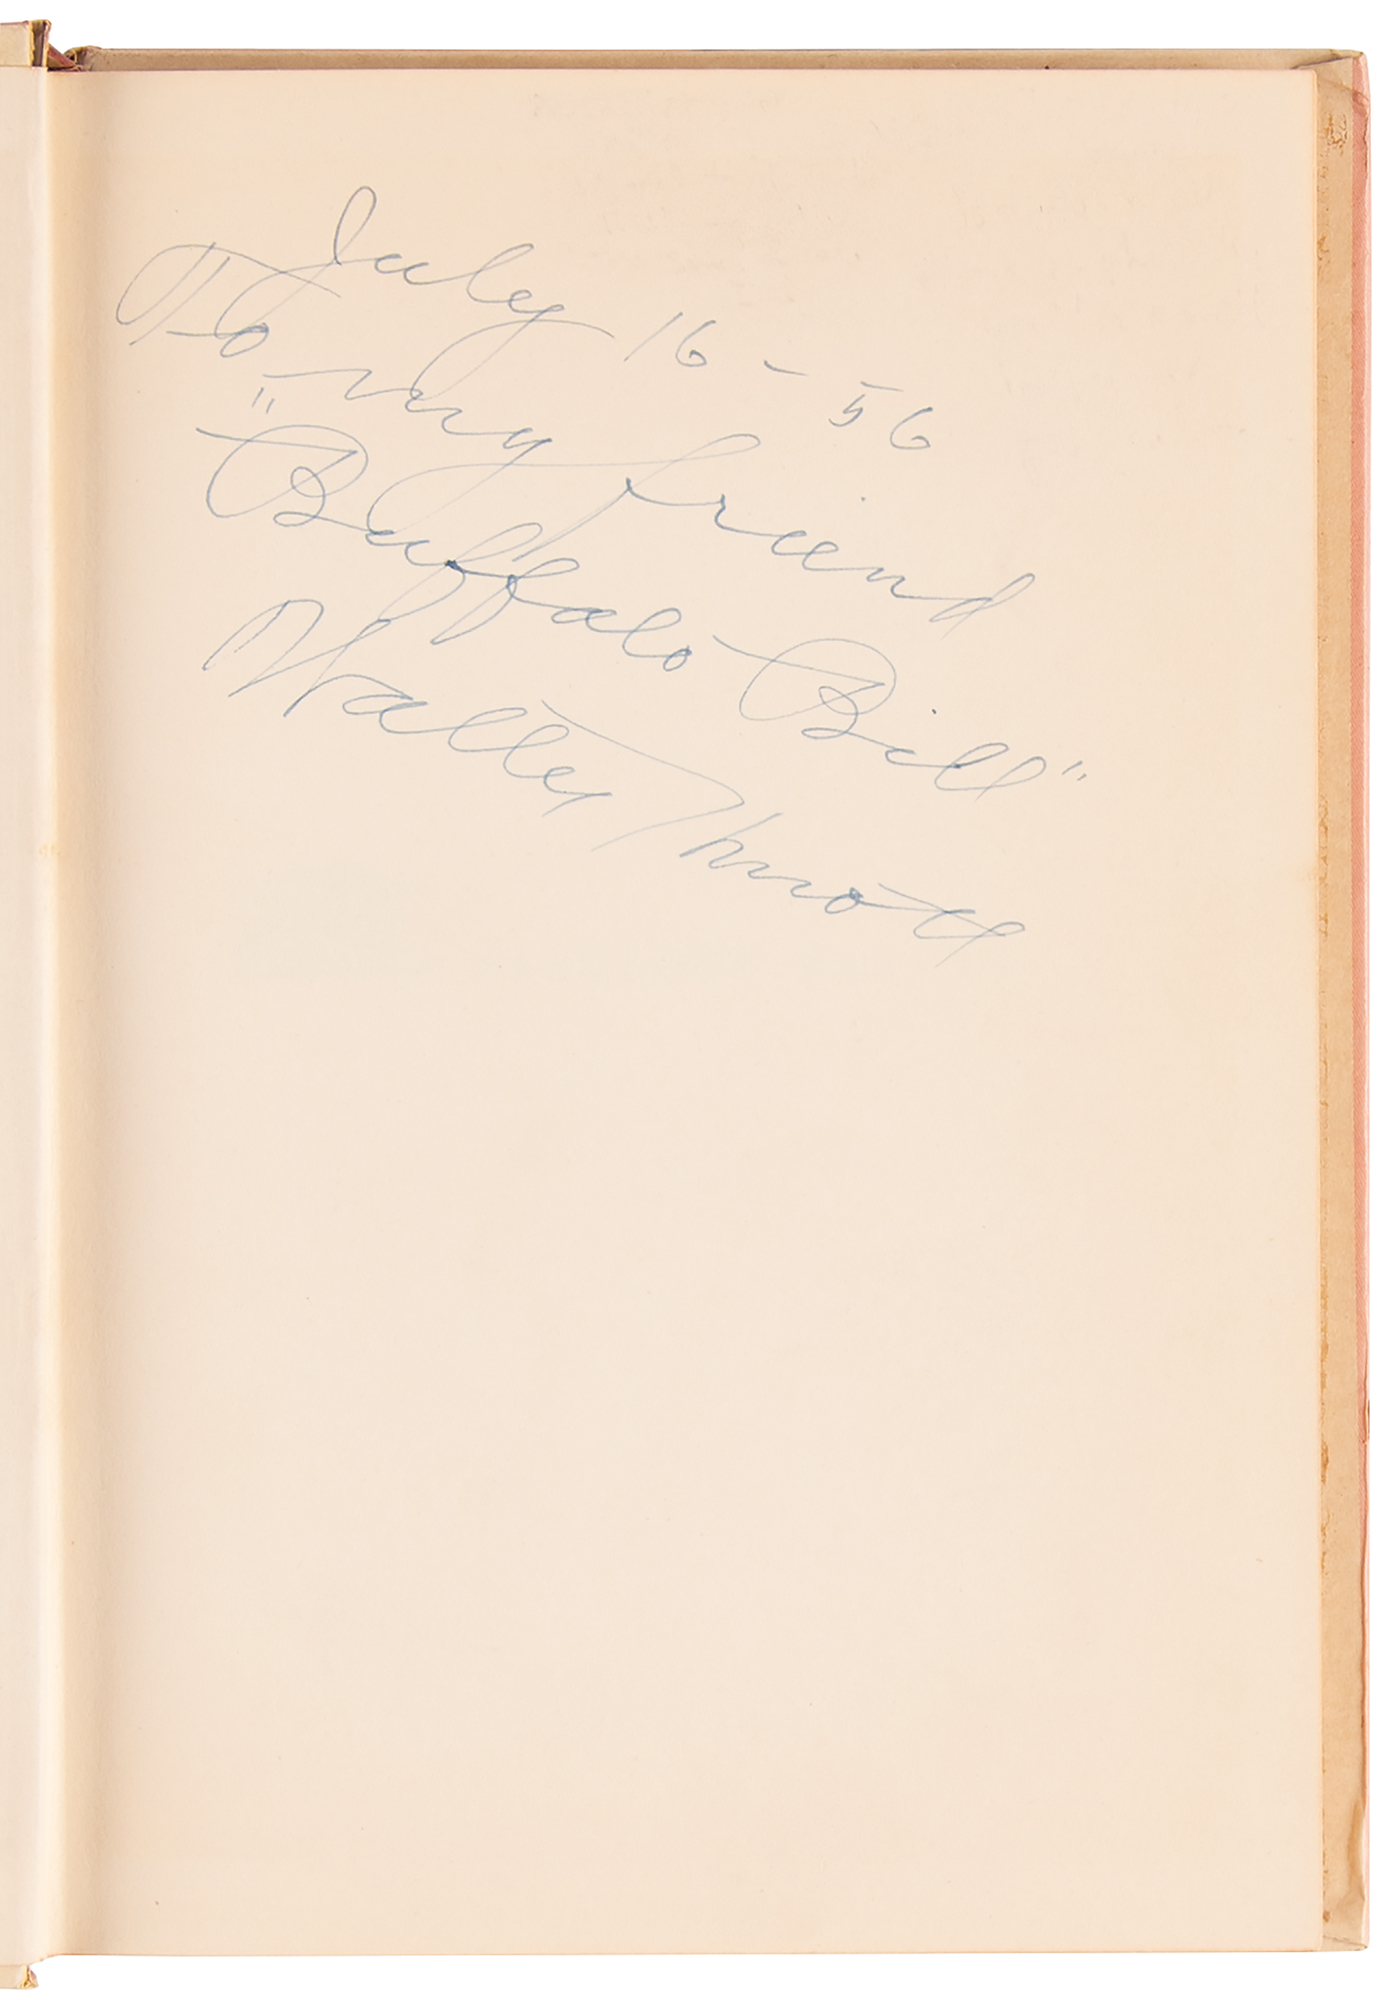 July 16 - 56
To my friend
"Buffalo Bill"
Walter Knott